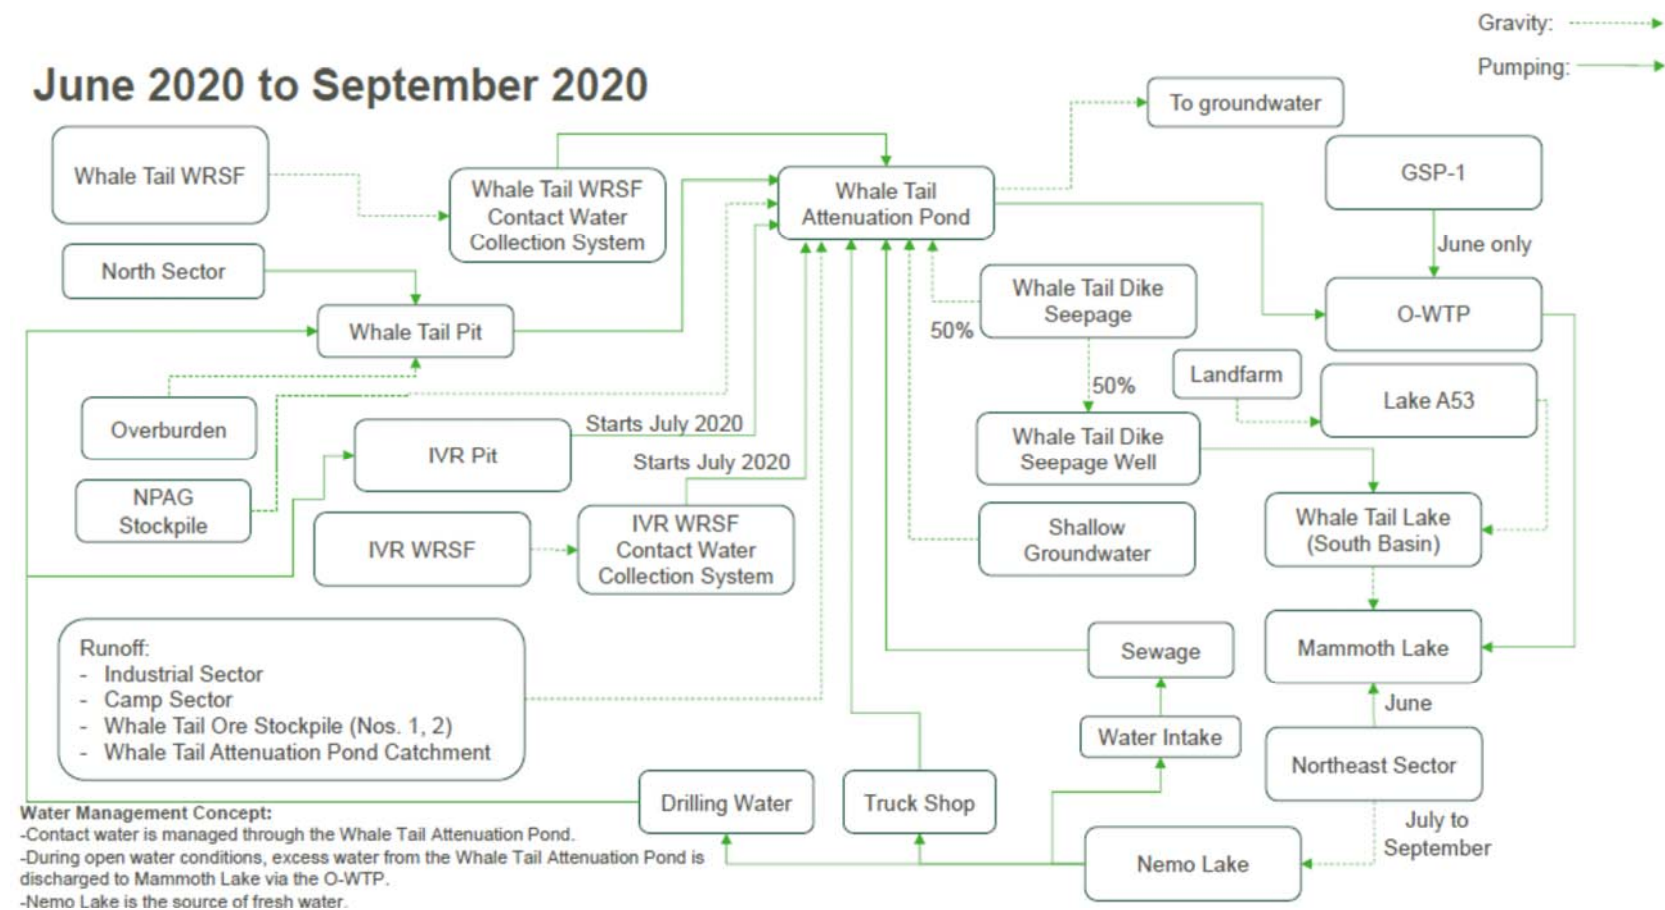 Gravity:
Pumping:
June 2020 to September 2020
To groundwater
Whale Tail WRSF
Whale Tail WRSF
Contact Water
Collection System
Whale Tail
Attenuation Pond
GSP-1
June only
North Sector
Whale Tail Dike
Seepage
O-WTP
Whale Tail Pit
50%
50%
Landfarm
Lake A53
Overburden
Starts July 2020
IVR Pit
Starts July 2020
Whale Tail Dike
Seepage Well
NPAG
Stockpile
IVR WRSF
IVR WRSF
Contact Water
Collection System
Shallow
Groundwater
Whale Tail Lake
(South Basin)
Runoff:
- Industrial Sector
- Camp Sector
- Whale Tail Ore Stockpile (Nos. 1, 2)
- Whale Tail Attenuation Pond Catchment
Sewage
Mammoth Lake
June
Water Intake
Northeast Sector
Drilling Water
Truck Shop
July to
September
Nemo Lake
Water Management Concept:
-Contact water is managed through the Whale Tail Attenuation Pond.
-During open water conditions, excess water from the Whale Tail Attenuation Pond is
discharged to Mammoth Lake via the O-WTP.
-Nemo Lake is the source of fresh water.